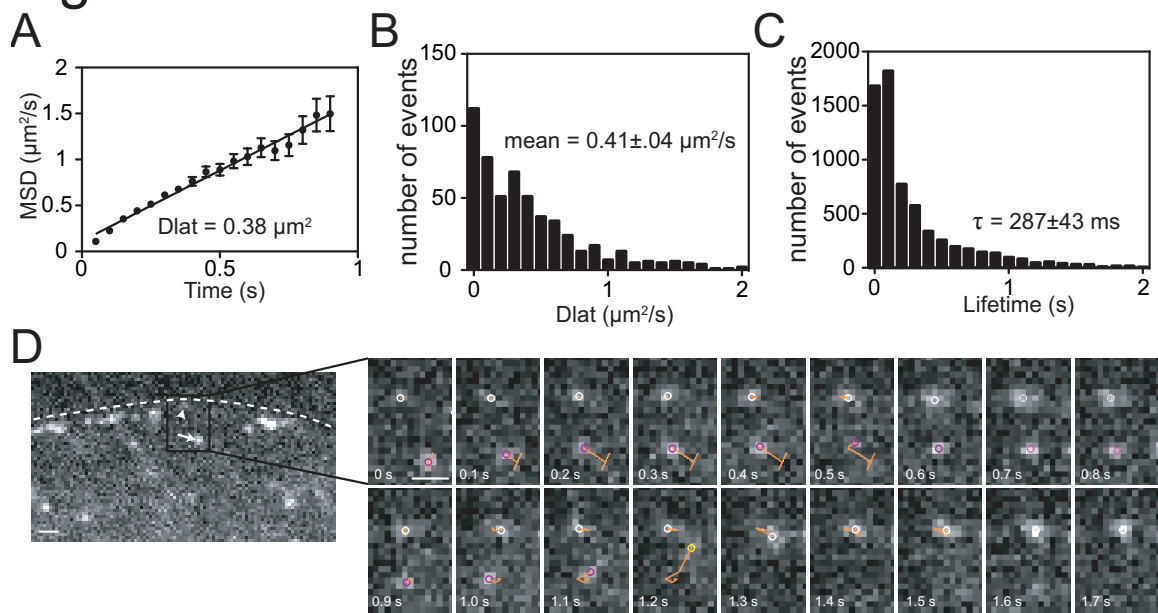 A
MSD (µm²/s)
2
1.5
1
0.5
0
Dlat = 0.38 µm²
0
0.5
1
Time (s)
B
number of events
150
100
50
0
mean = 0.41±.04 µm²/s
0
1
2
Dlat (µm²/s)
C
number of events
2000
1500
1000
500
0
τ = 287±43 ms
0
1
2
Lifetime (s)
D
0 s
0.1 s
0.2 s
0.3 s
0.4 s
0.5 s
0.6 s
0.7 s
0.8 s
0.9 s
1.0 s
1.1 s
1.2 s
1.3 s
1.4 s
1.5 s
1.6 s
1.7 s